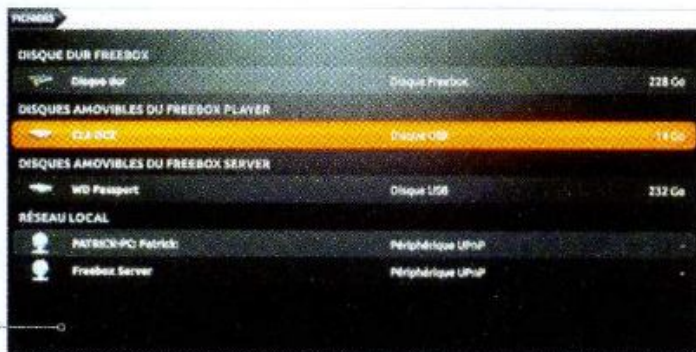 FICHIERS
DISQUE DUR FREEBOX
Disque dur Disque Freebox 228 Go
DISQUES AMOVIBLES DU FREEBOX PLAYER
Disque USB 14 Go
DISQUES AMOVIBLES DU FREEBOX SERVER
WD Passport Disque USB 232 Go
RÉSEAU LOCAL
PATRICK-PC: Patrick: Périphérique UPnP -
Freebox Server Périphérique UPnP -